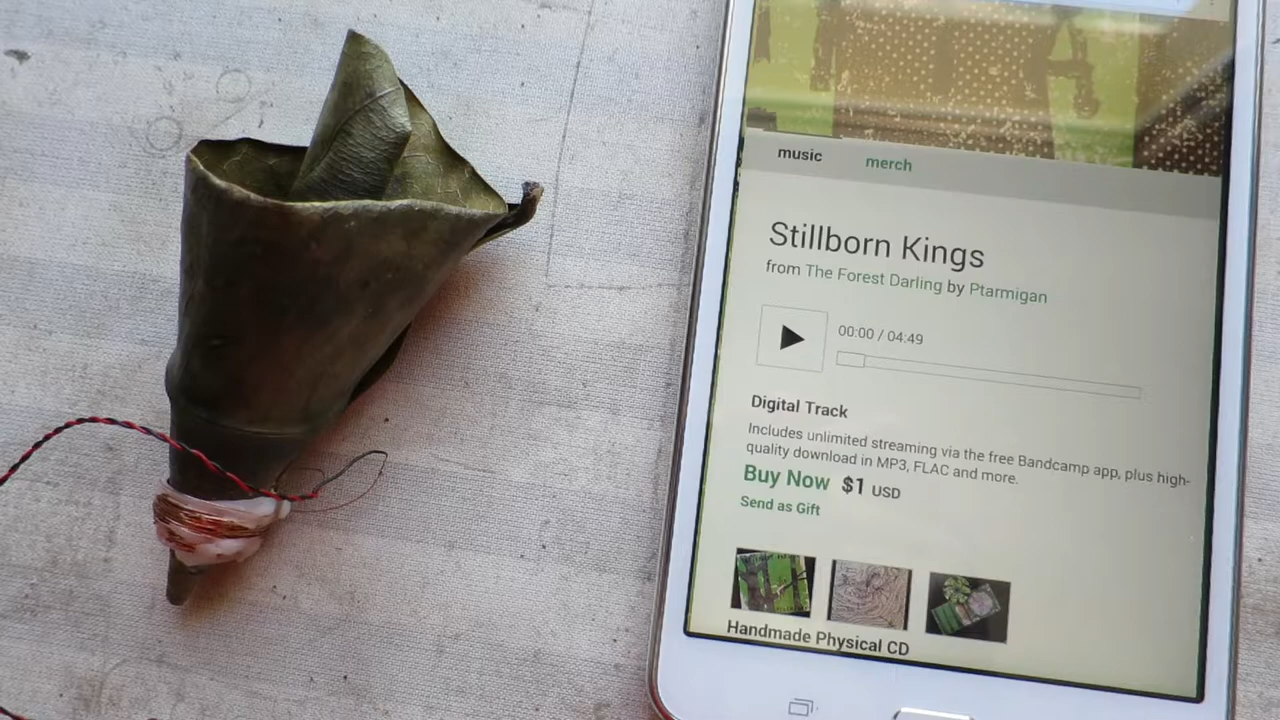 music merch
Stillborn Kings
from The Forest Darling by Ptarmigan
00:00 / 04:49
Digital Track
Includes unlimited streaming via the free Bandcamp app, plus high-
quality download in MP3, FLAC and more.
Buy Now $1 USD
Send as Gift
Handmade Physical CD